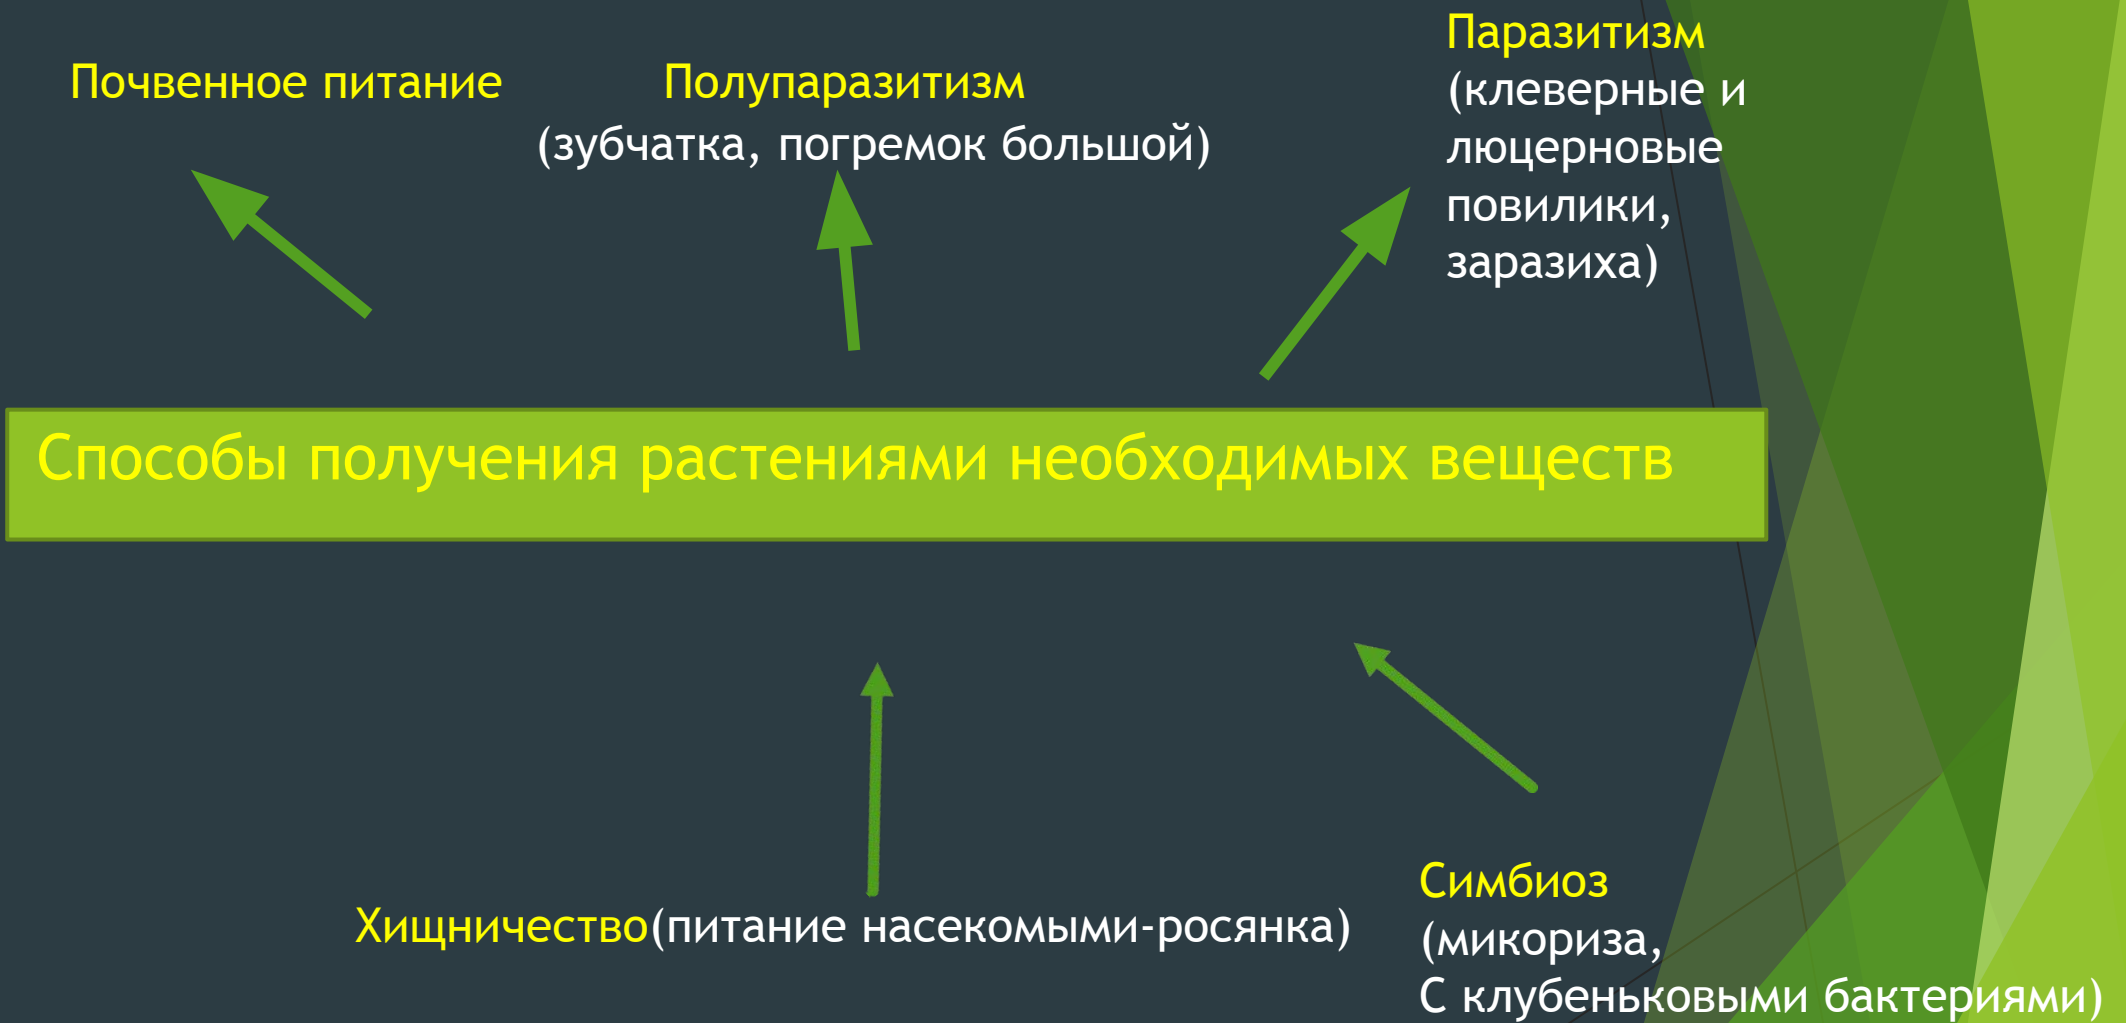 Почвенное питание
Полупаразитизм
(зубчатка, погремок большой)
Паразитизм
(клеверные и
люцерновые
повилики,
заразиха)
Способы получения растениями необходимых веществ
Хищничество(питание насекомыми-росянка)
Симбиоз
(микориза,
С клубеньковыми бактериями)